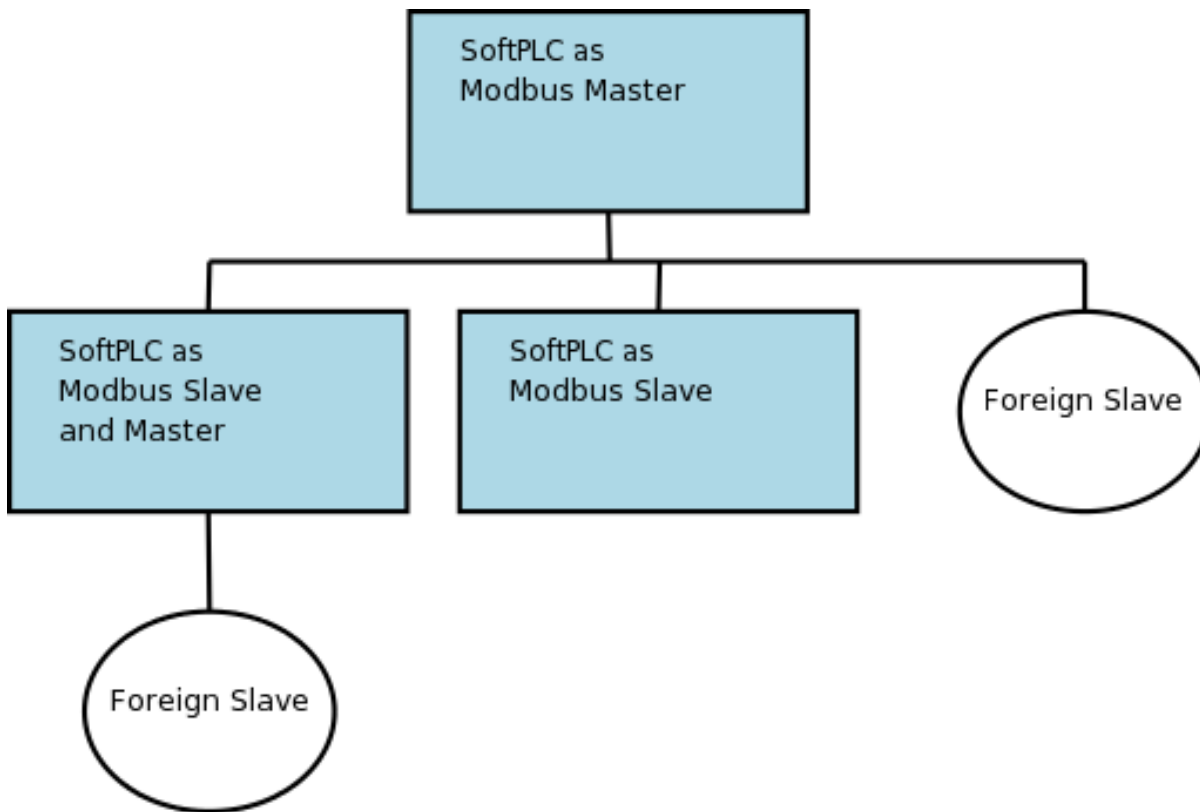 SoftPLC as
Modbus Master
SoftPLC as
Modbus Slave
and Master
SoftPLC as
Modbus Slave
Foreign Slave
Foreign Slave